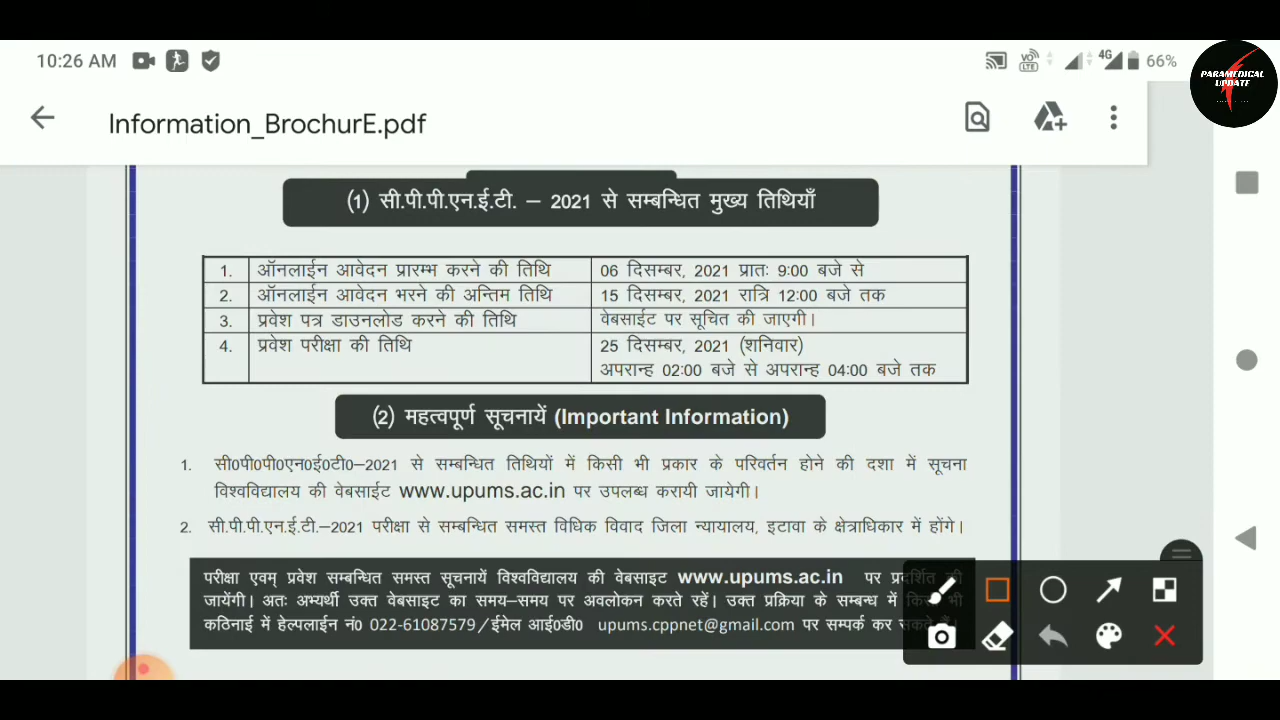 10:26 AM
VO LTE 4G 66%
PARAMEDICAL
UPDATE
Information_BrochurE.pdf
(1) सी.पी.पी.एन.ई.टी. – 2021 से सम्बन्धित मुख्य तिथियाँ
1. ऑनलाईन आवेदन प्रारम्भ करने की तिथि 06 दिसम्बर, 2021 प्रातः 9:00 बजे से
2. ऑनलाईन आवेदन भरने की अन्तिम तिथि 15 दिसम्बर, 2021 रात्रि 12:00 बजे तक
3. प्रवेश पत्र डाउनलोड करने की तिथि वेबसाईट पर सूचित की जाएगी।
4. प्रवेश परीक्षा की तिथि 25 दिसम्बर, 2021 (शनिवार)
अपरान्ह 02:00 बजे से अपरान्ह 04:00 बजे तक
(2) महत्वपूर्ण सूचनायें (Important Information)
1. सी0पी0पी0एन0ई0टी0–2021 से सम्बन्धित तिथियों में किसी भी प्रकार के परिवर्तन होने की दशा में सूचना
विश्वविद्यालय की वेबसाईट www.upums.ac.in पर उपलब्ध करायी जायेगी।
2. सी.पी.पी.एन.ई.टी.–2021 परीक्षा से सम्बन्धित समस्त विधिक विवाद जिला न्यायालय, इटावा के क्षेत्राधिकार में होंगे।
परीक्षा एवम् प्रवेश सम्बन्धित समस्त सूचनायें विश्वविद्यालय की वेबसाइट www.upums.ac.in पर प्रदर्शित की
जायेंगी। अतः अभ्यर्थी उक्त वेबसाइट का समय–समय पर अवलोकन करते रहें। उक्त प्रक्रिया के सम्बन्ध में किसी भी
कठिनाई में हेल्पलाईन नं0 022-61087579 / ईमेल आई0डी0 upums.cppnet@gmail.com पर सम्पर्क कर सकते हैं।